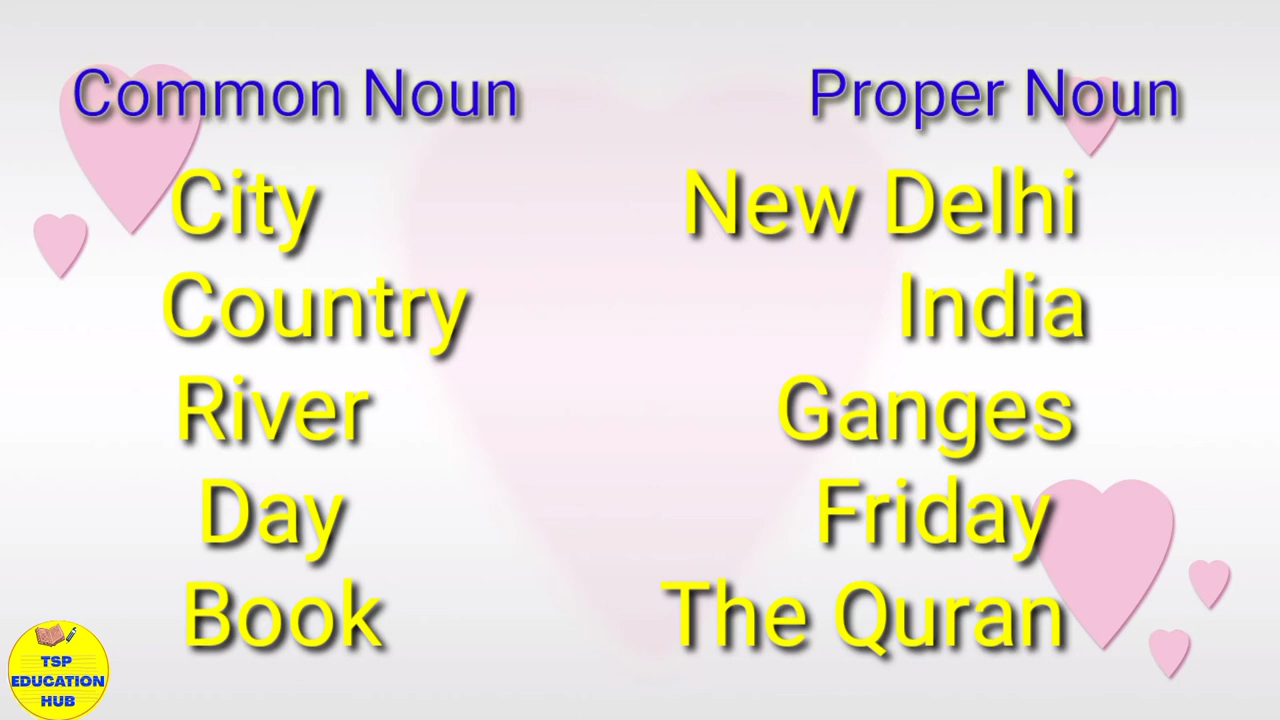 Common Noun Proper Noun
City New Delhi
Country India
River Ganges
Day Friday
Book The Quran
TSP
EDUCATION
HUB